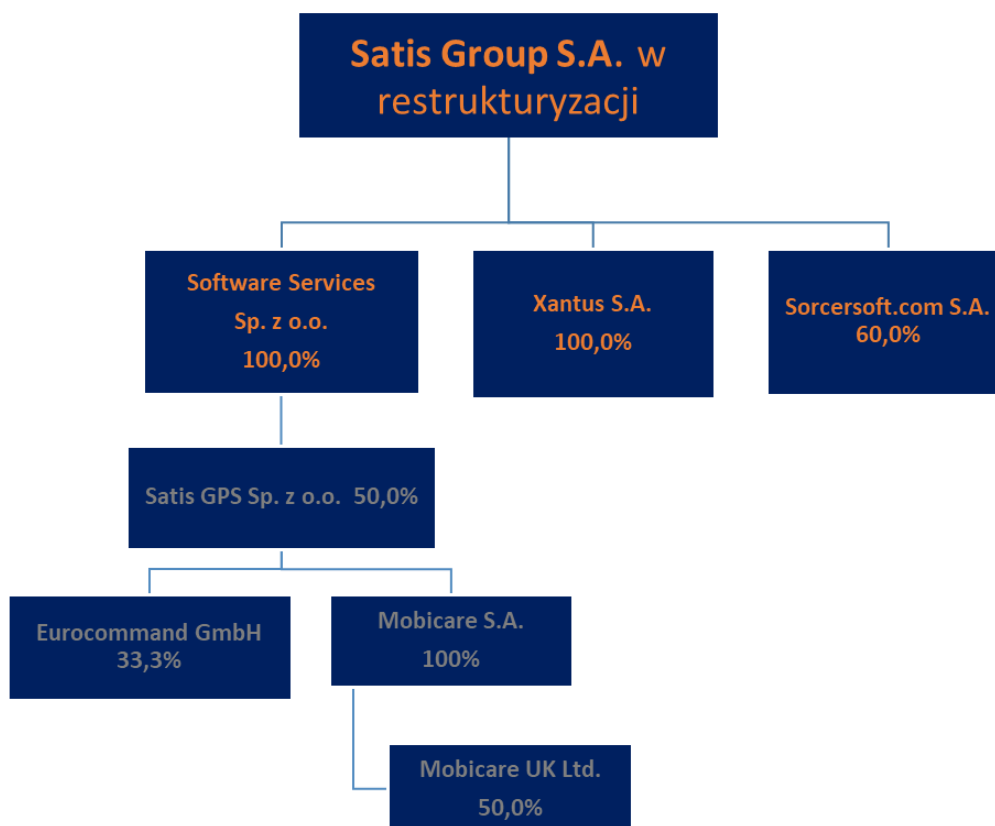 Satis Group S.A. w
restrukturyzacji
Software Services
Sp. z o.o.
100,0%
Xantus S.A.
100,0%
Sorcersoft.com S.A.
60,0%
Satis GPS Sp. z o.o. 50,0%
Eurocommand GmbH
33,3%
Mobicare S.A.
100%
Mobicare UK Ltd.
50,0%